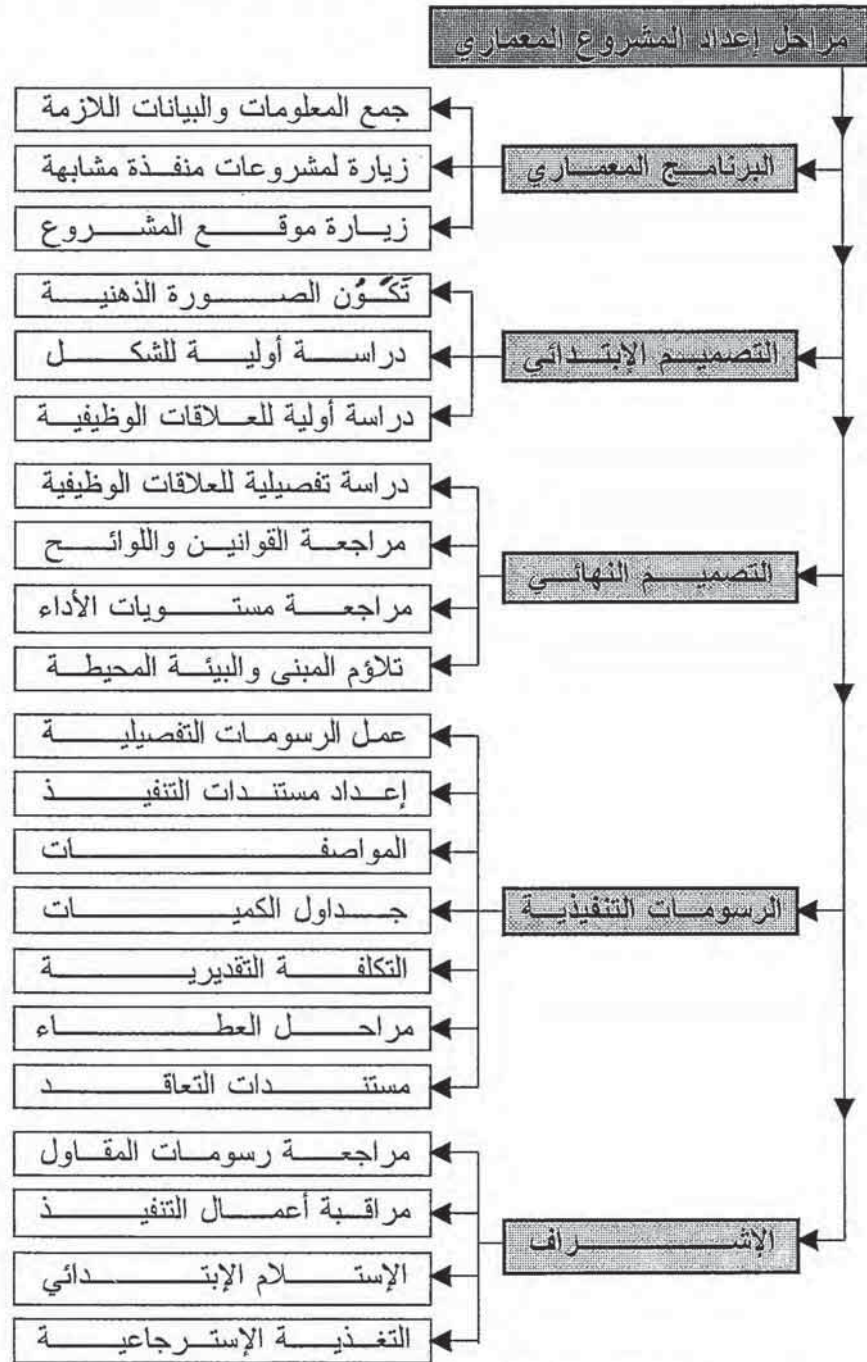 مراحل إعداد المشروع المعماري
البرنامج المعماري
جمع المعلومات والبيانات اللازمة
زيارة لمشروعات منفذة مشابهة
زيارة موقع المشروع
التصميم الإبتدائي
تَكَوُّن الصورة الذهنية
دراسة أولية للشكل
دراسة أولية للعلاقات الوظيفية
التصميم النهائي
دراسة تفصيلية للعلاقات الوظيفية
مراجعة القوانين واللوائح
مراجعة مستويات الأداء
تلاؤم المبنى والبيئة المحيطة
الرسومات التنفيذية
عمل الرسومات التفصيلية
إعداد مستندات التنفيذ
المواصفات
جداول الكميات
التكلفة التقديرية
مراحل العطاء
مستندات التعاقد
الإشراف
مراجعة رسومات المقاول
مراقبة أعمال التنفيذ
الإستلام الإبتدائي
التغذية الإسترجاعية